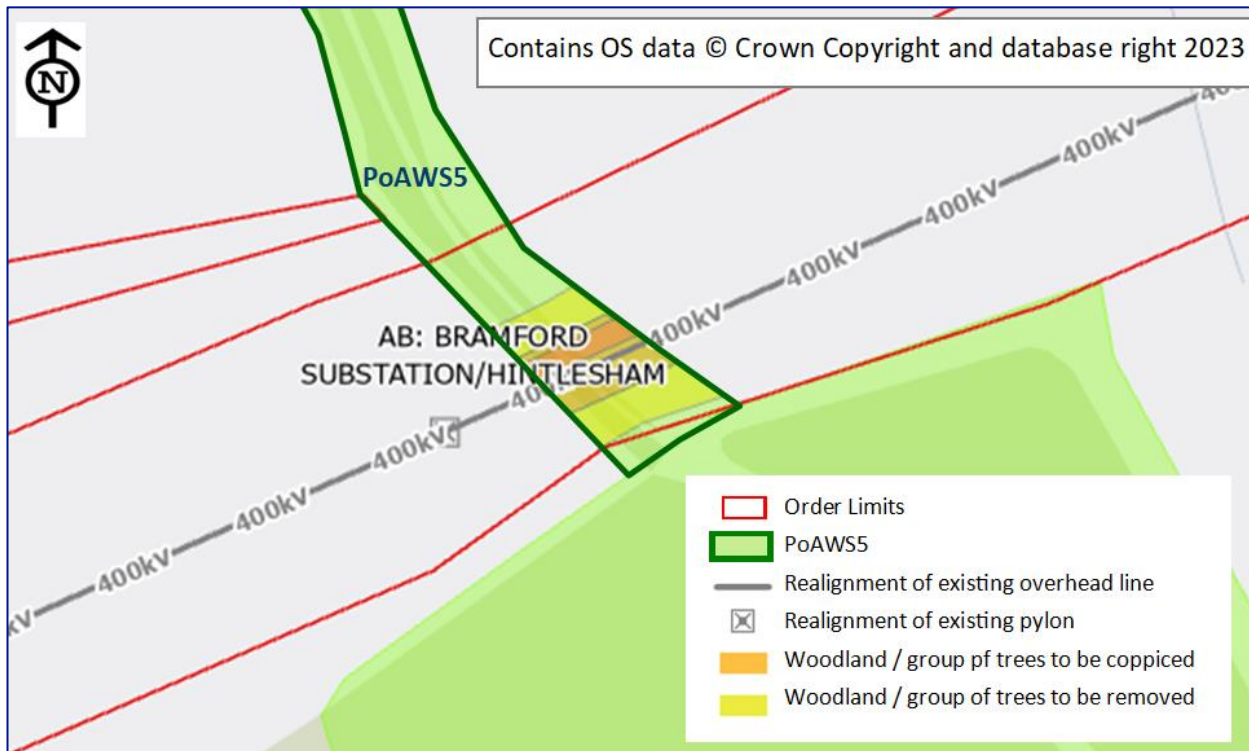 N
Contains OS data © Crown Copyright and database right 2023
PoAWS5
400kV
400kV
400kV
400kV
AB: BRAMFORD
SUBSTATION/HINTLESHAM
400kV
400kV
400kV
400kV
kV
Order Limits
PoAWS5
Realignment of existing overhead line
Realignment of existing pylon
Woodland / group pf trees to be coppiced
Woodland / group of trees to be removed